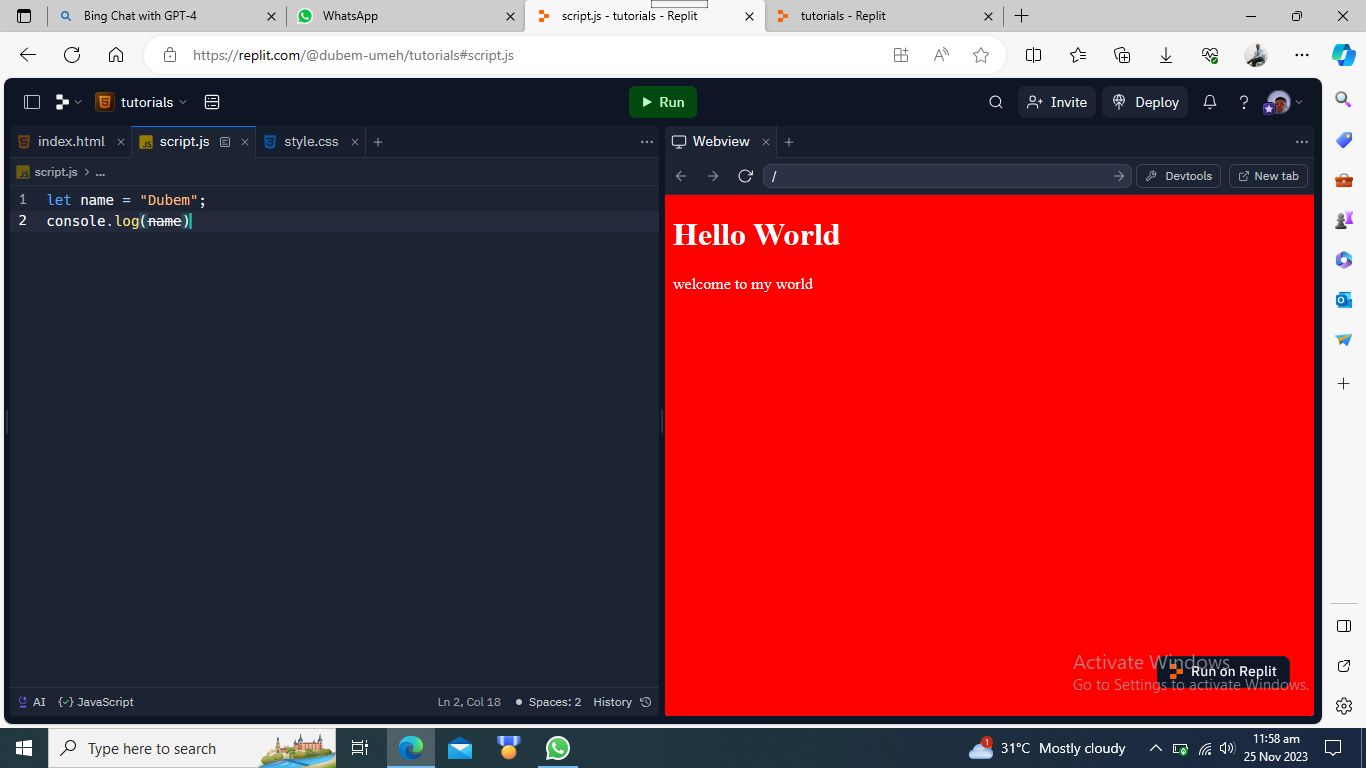 Bing Chat with GPT-4
WhatsApp
script.js - tutorials - Replit
tutorials - Replit
https://replit.com/@dubem-umeh/tutorials#script.js
tutorials
Run
Invite
Deploy
?
index.html
script.js
style.css
Webview
script.js > ...
/
Devtools
New tab
1 let name = "Dubem";
2 console.log(name)
Hello World
welcome to my world
Activate Windows
Go to Settings to activate Windows.
Run on Replit
AI
JavaScript
Ln 2, Col 18
Spaces: 2
History
Type here to search
1
31°C Mostly cloudy
11:58 am
25 Nov 2023